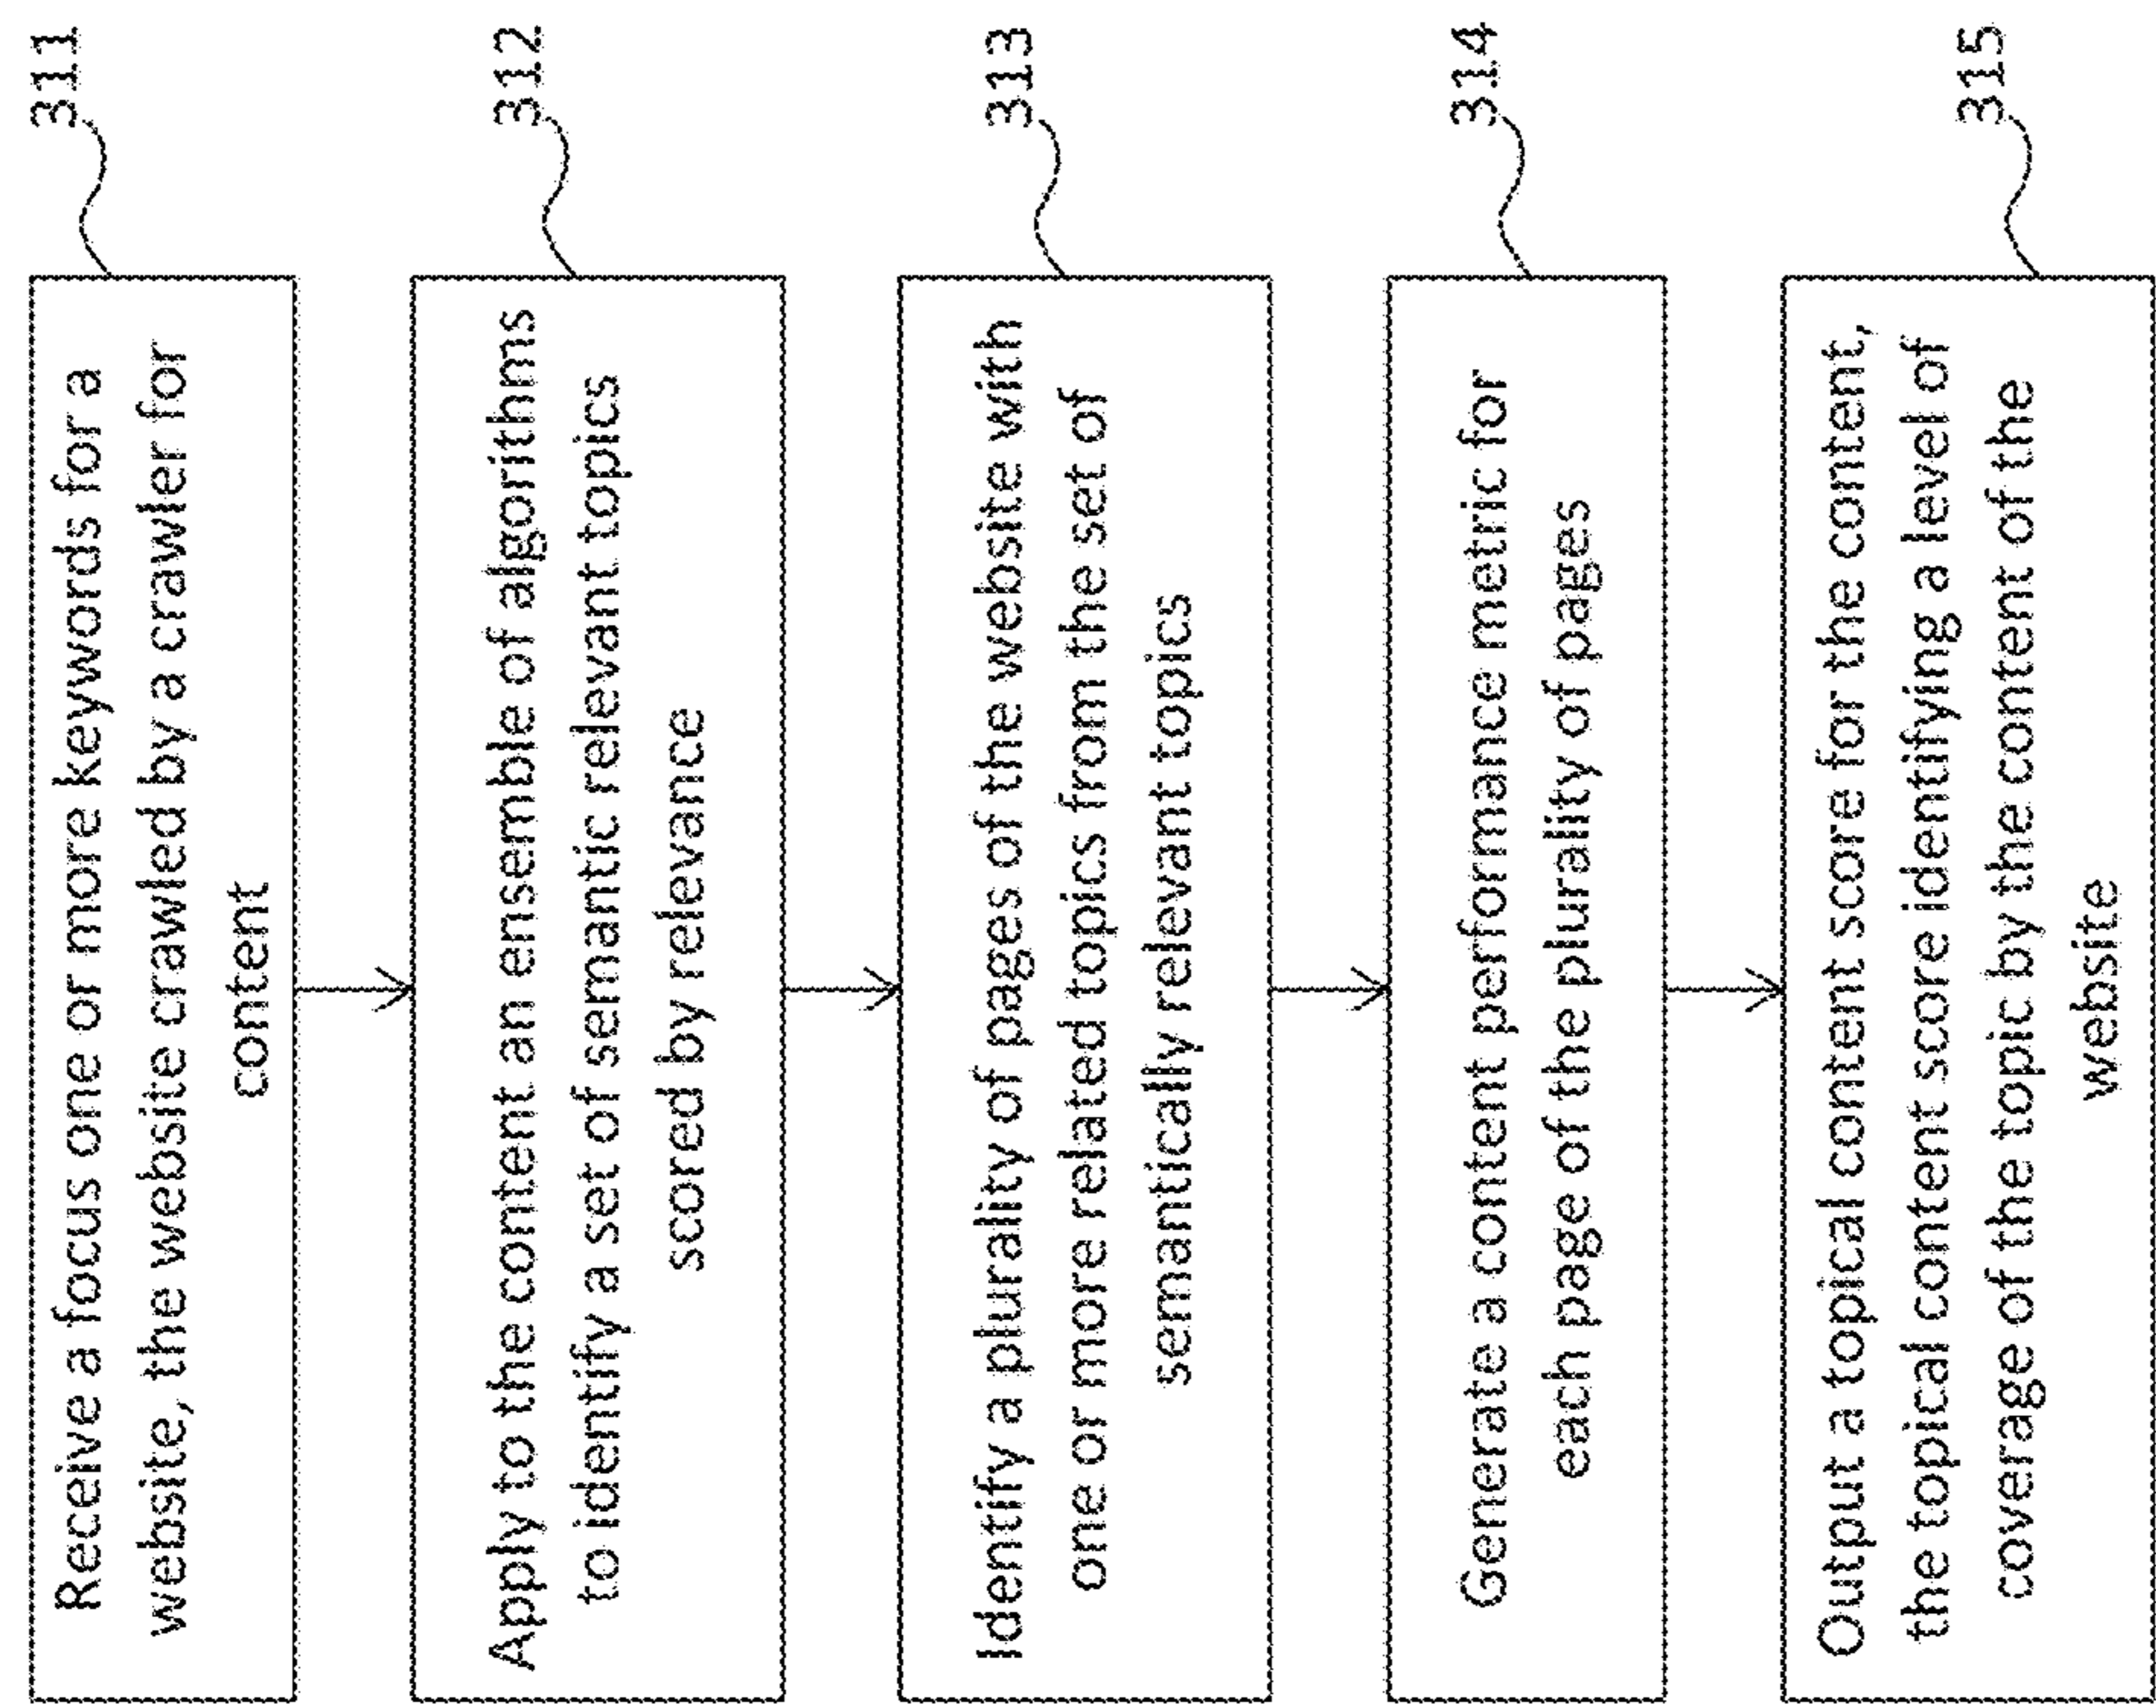 311
Receive a focus one or more keywords for a
website, the website crawled by a crawler for
content
312
Apply to the content an ensemble of algorithms
to identify a set of semantic relevant topics
scored by relevance
313
Identify a plurality of pages of the website with
one or more related topics from the set of
semantically relevant topics
314
Generate a content performance metric for
each page of the plurality of pages
315
Output a topical content score for the content,
the topical content score identifying a level of
coverage of the topic by the content of the
website